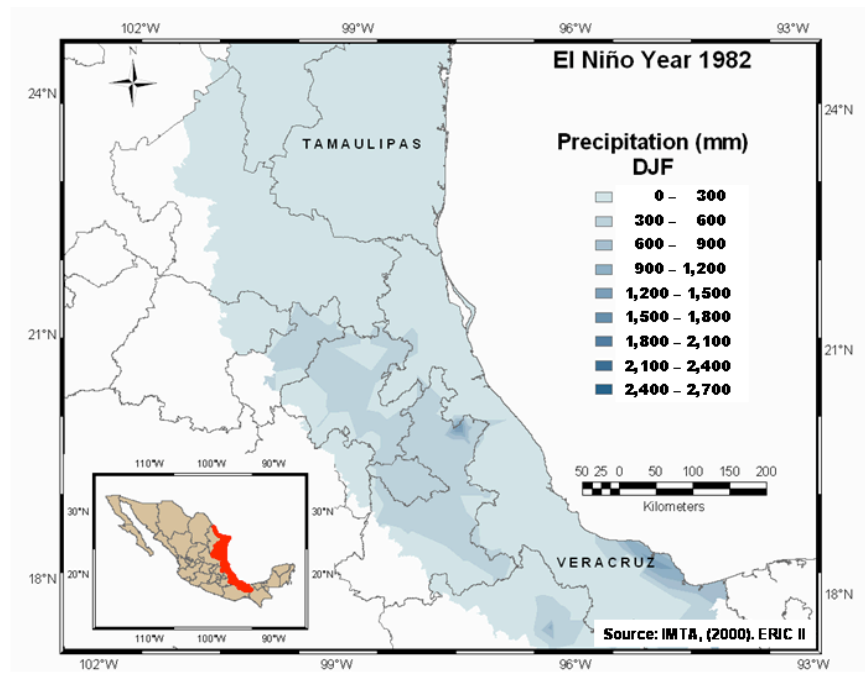 102°W 99°W 96°W 93°W
El Niño Year 1982
N
24°N 24°N
TAMAULIPAS
Precipitation (mm)
DJF
0 – 300
300 – 600
600 – 900
900 – 1,200
1,200 – 1,500
1,500 – 1,800
1,800 – 2,100
2,100 – 2,400
2,400 – 2,700
21°N 21°N
50 25 0 50 100 150 200
Kilometers
110°W 100°W 90°W
30°N 30°N
20°N 20°N
110°W 100°W 90°W
VERACRUZ
18°N 18°N
Source: IMTA, (2000). ERIC II
102°W 99°W 96°W 93°W